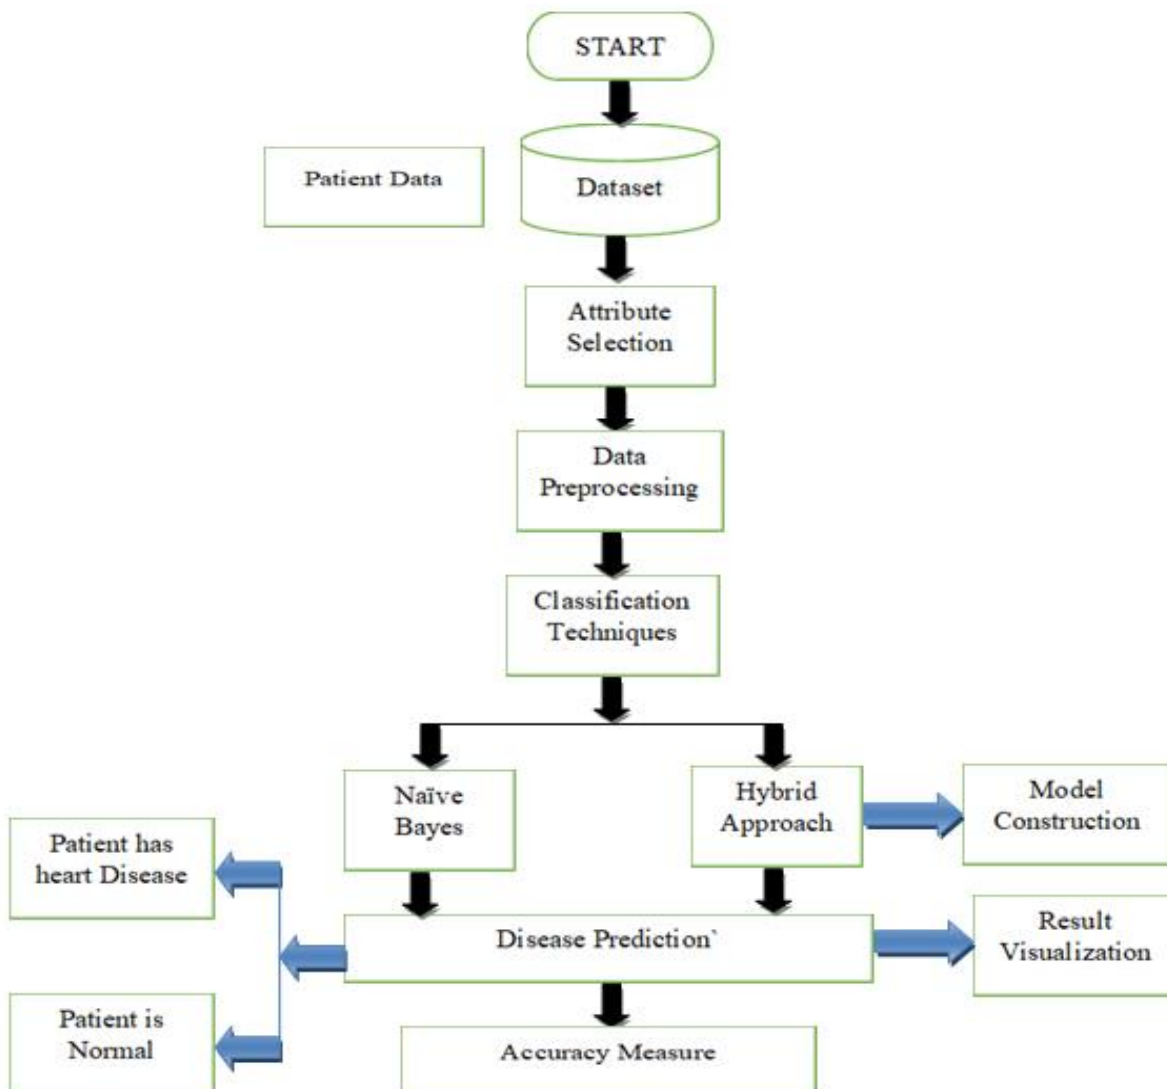 START
Patient Data
Dataset
Attribute
Selection
Data
Preprocessing
Classification
Techniques
Naïve
Bayes
Hybrid
Approach
Model
Construction
Patient has
heart Disease
Disease Prediction`
Result
Visualization
Patient is
Normal
Accuracy Measure